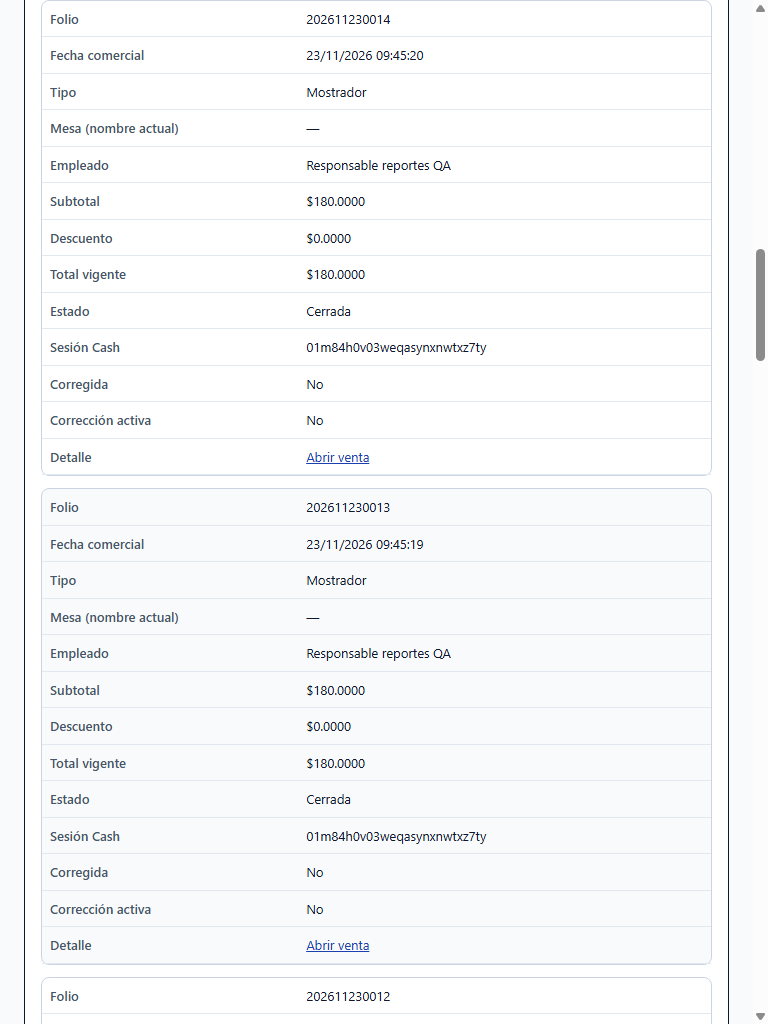 Folio 202611230014
Fecha comercial 23/11/2026 09:45:20
Tipo Mostrador
Mesa (nombre actual) —
Empleado Responsable reportes QA
Subtotal $180.0000
Descuento $0.0000
Total vigente $180.0000
Estado Cerrada
Sesión Cash 01m84h0v03weqasynxnwtxz7ty
Corregida No
Corrección activa No
Detalle Abrir venta
Folio 202611230013
Fecha comercial 23/11/2026 09:45:19
Tipo Mostrador
Mesa (nombre actual) —
Empleado Responsable reportes QA
Subtotal $180.0000
Descuento $0.0000
Total vigente $180.0000
Estado Cerrada
Sesión Cash 01m84h0v03weqasynxnwtxz7ty
Corregida No
Corrección activa No
Detalle Abrir venta
Folio 202611230012